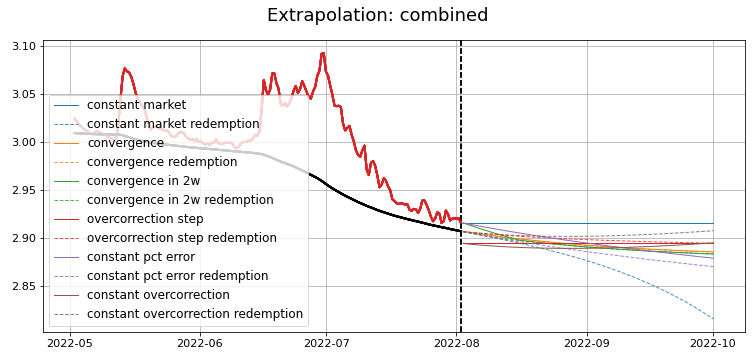 Extrapolation: combined
3.10
3.05
3.00
2.95
2.90
2.85
constant market
constant market redemption
convergence
convergence redemption
convergence in 2w
convergence in 2w redemption
overcorrection step
overcorrection step redemption
constant pct error
constant pct error redemption
constant overcorrection
constant overcorrection redemption
2022-05 2022-06 2022-07 2022-08 2022-09 2022-10